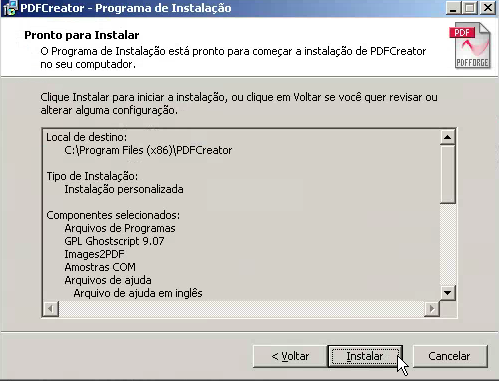 PDFCreator - Programa de Instalação
Pronto para Instalar
O Programa de Instalação está pronto para começar a instalação de PDFCreator
no seu computador.
PDF
PDFFORGE
Clique Instalar para iniciar a instalação, ou clique em Voltar se você quer revisar ou
alterar alguma configuração.
Local de destino:
C:\Program Files (x86)\PDFCreator
Tipo de Instalação:
Instalação personalizada
Componentes selecionados:
Arquivos de Programas
GPL Ghostscript 9.07
Images2PDF
Amostras COM
Arquivos de ajuda
Arquivo de ajuda em inglês
< Voltar
Instalar
Cancelar